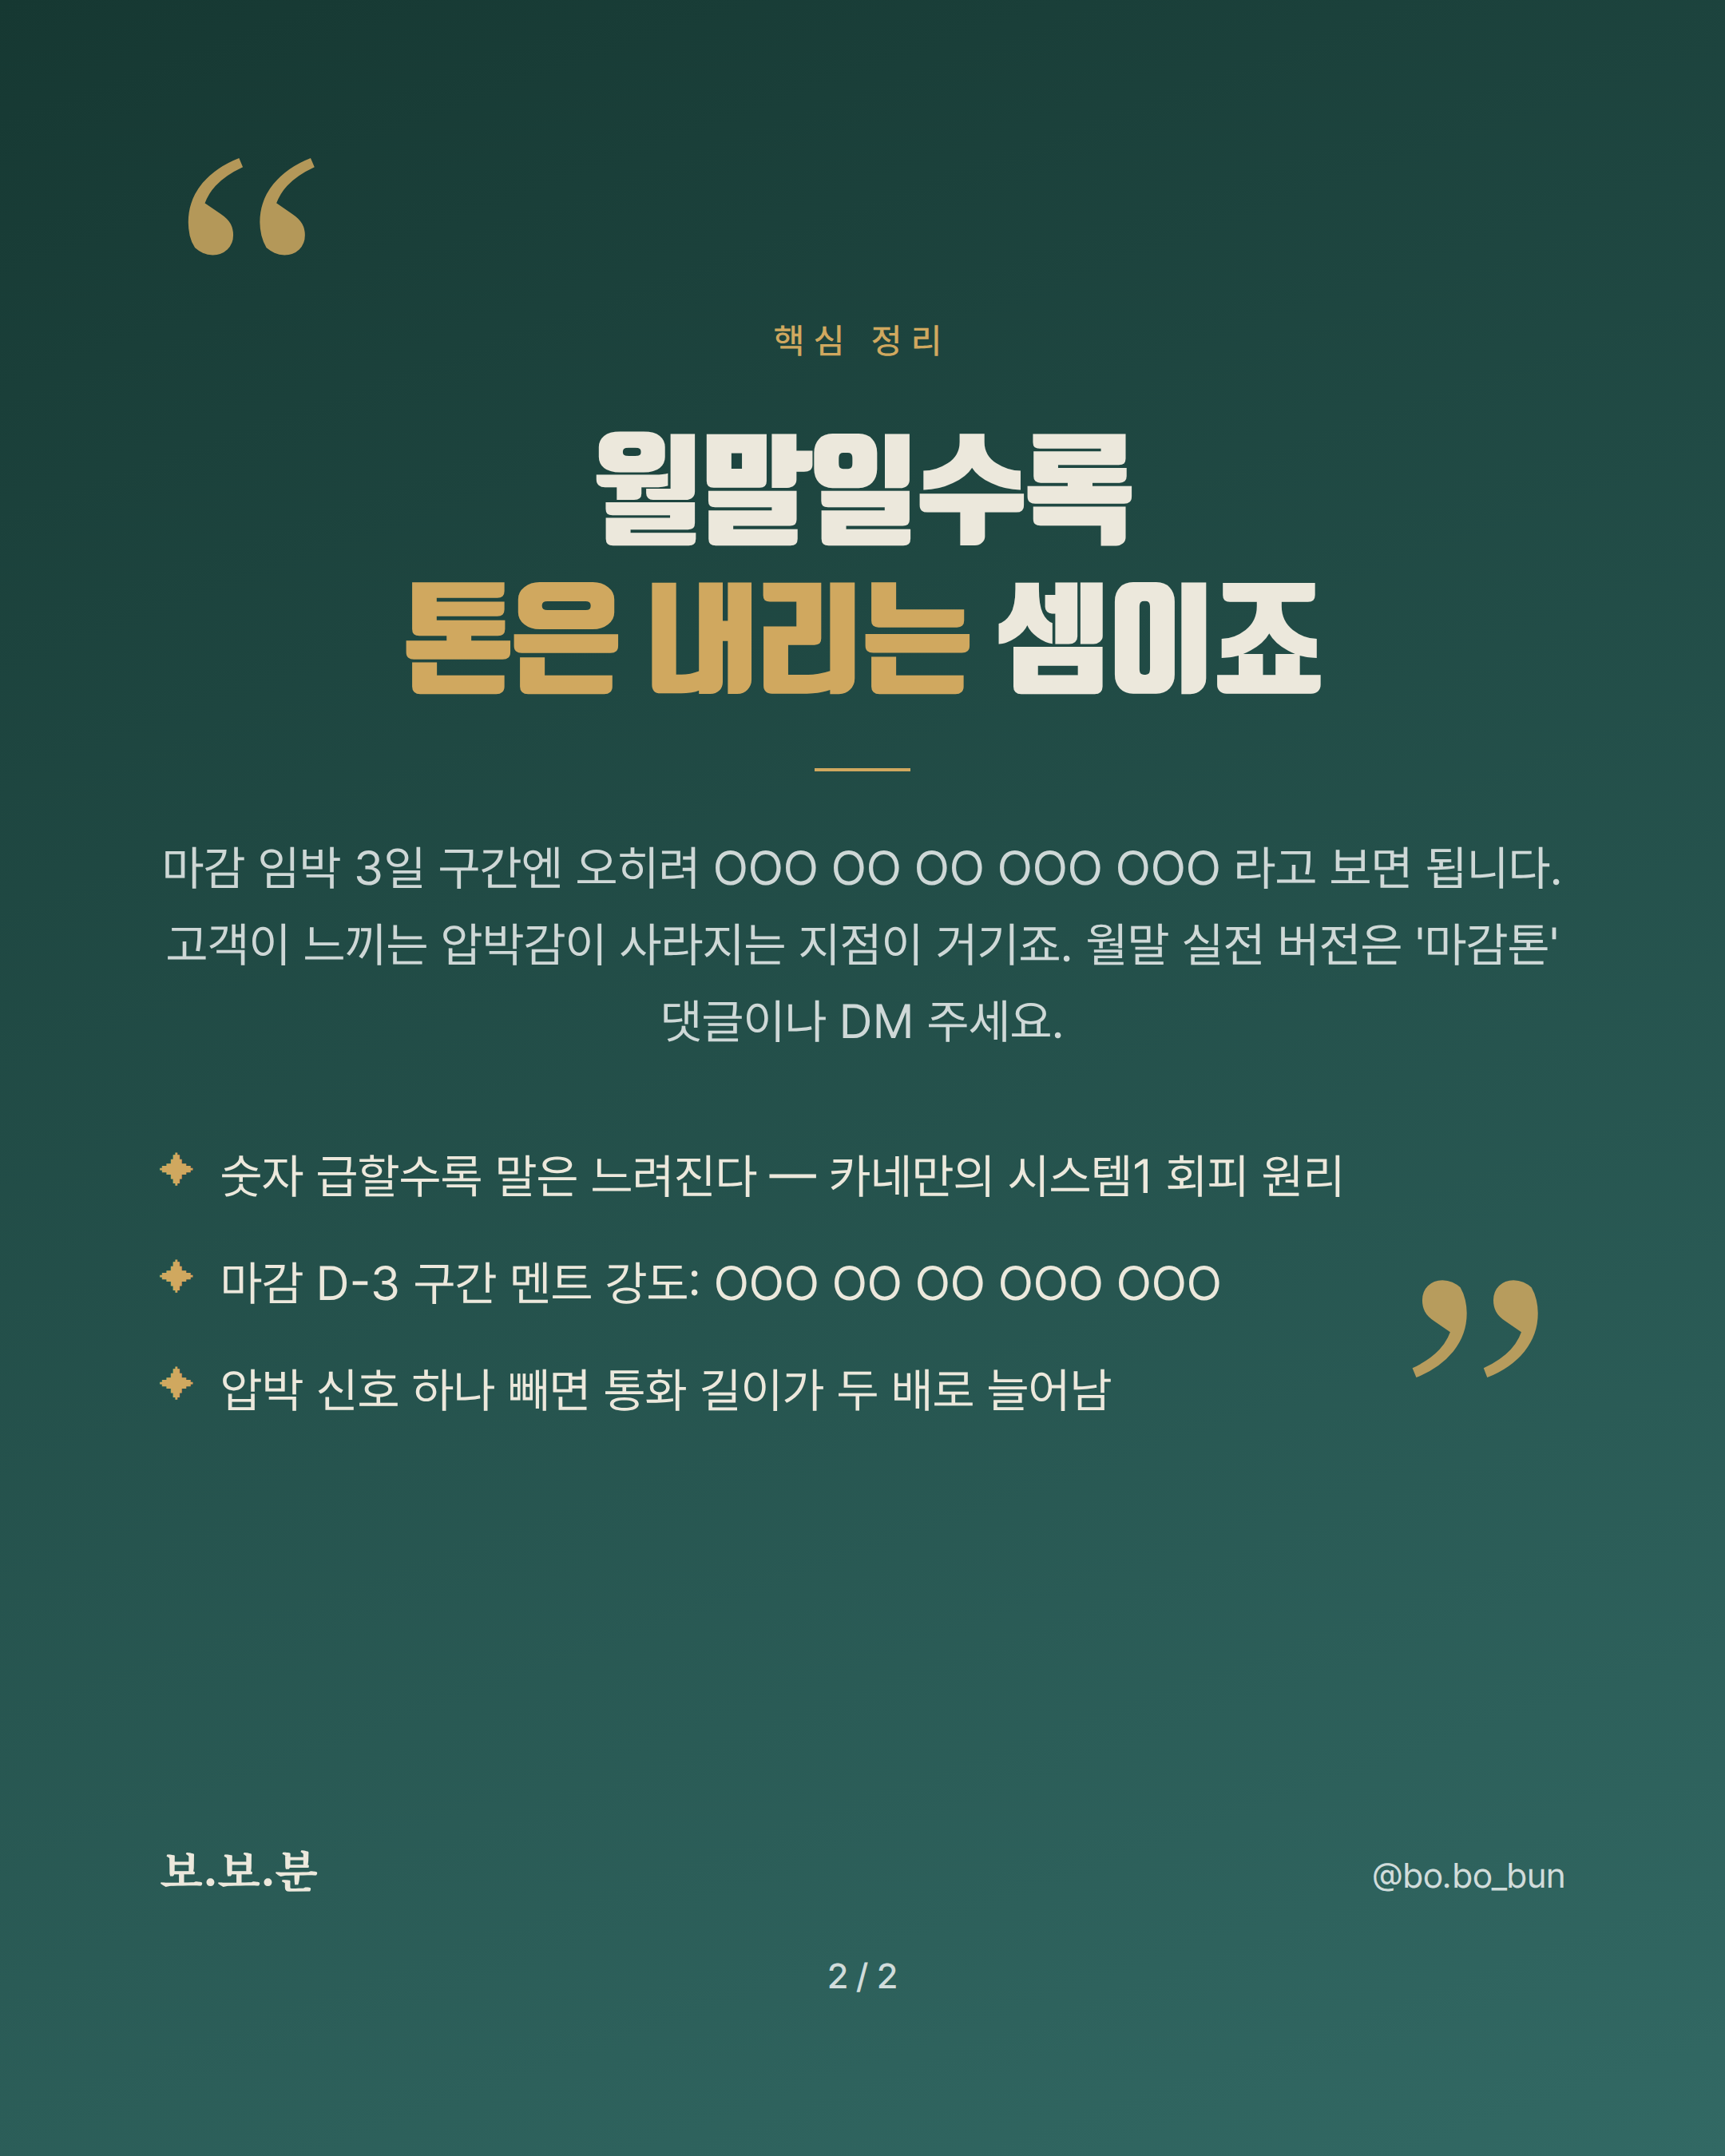 “
핵심 정리
월말일수록
톤은 내리는 셈이죠
마감 임박 3일 구간엔 오히려 OOO OO OO OOO OOO 라고 보면 됩니다.
고객이 느끼는 압박감이 사라지는 지점이 거기죠. 월말 실전 버전은 '마감톤'
댓글이나 DM 주세요.
✦ 숫자 급할수록 말은 느려진다 — 카네만의 시스템1 회피 원리
✦ 마감 D-3 구간 멘트 강도: OOO OO OO OOO OOO
✦ 압박 신호 하나 빼면 통화 길이가 두 배로 늘어남
”
보.보.분
@bo.bo_bun
2 / 2